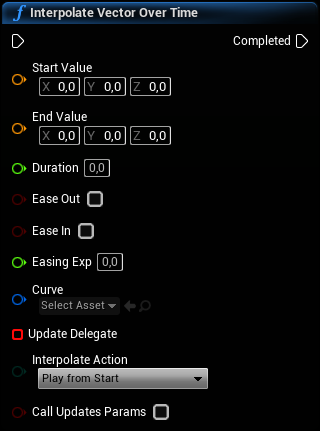 f Interpolate Vector Over Time
Completed
Start Value
X 0,0 Y 0,0 Z 0,0
End Value
X 0,0 Y 0,0 Z 0,0
Duration 0,0
Ease Out
Ease In
Easing Exp 0,0
Curve
Select Asset
Update Delegate
Interpolate Action
Play from Start
Call Updates Params